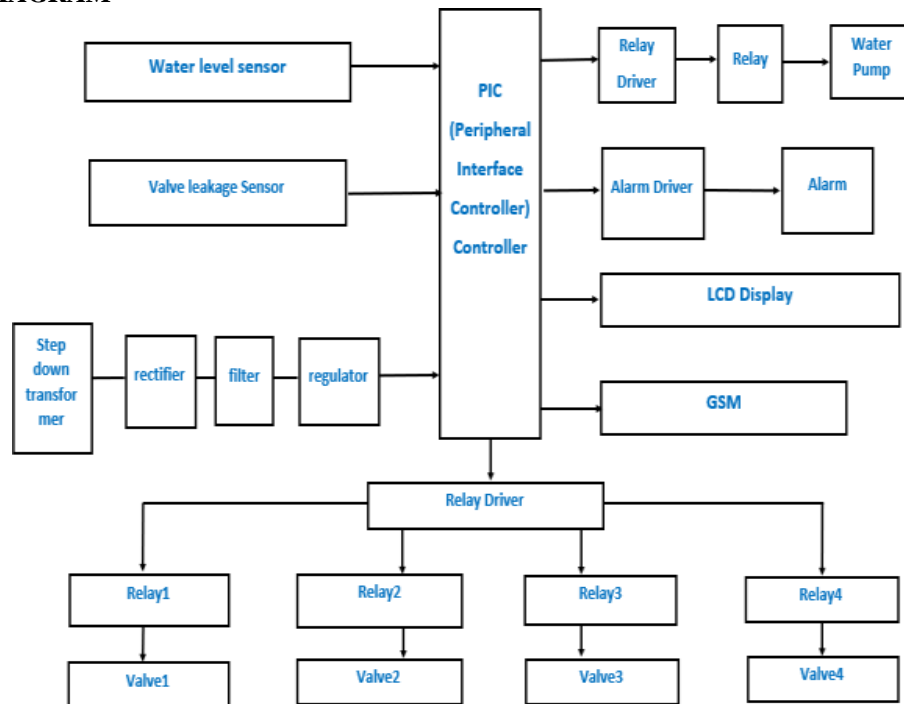 Water level sensor
PIC
(Peripheral
Interface
Controller)
Controller
Relay
Driver
Relay
Water
Pump
Valve leakage Sensor
Alarm Driver
Alarm
LCD Display
Step
down
transfor
mer
rectifier
filter
regulator
GSM
Relay Driver
Relay1
Relay2
Relay3
Relay4
Valve1
Valve2
Valve3
Valve4